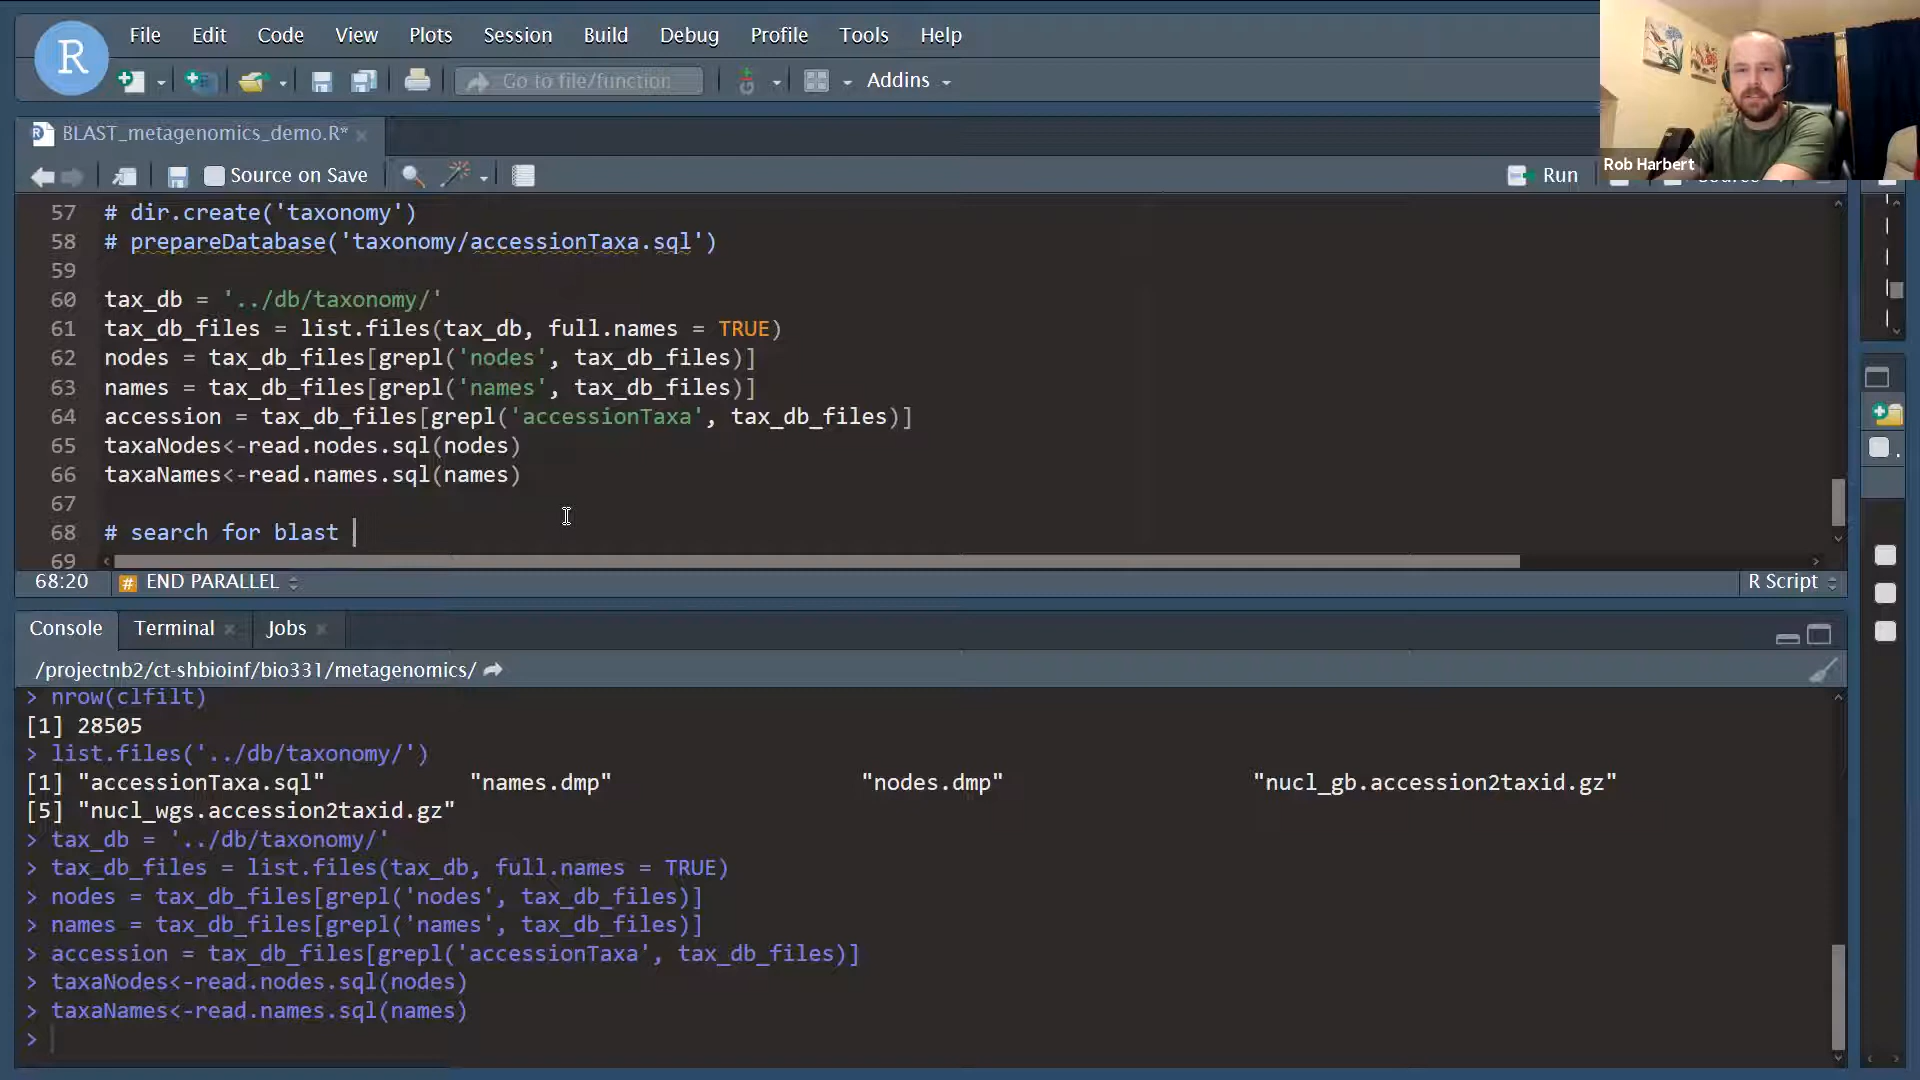 R File Edit Code View Plots Session Build Debug Profile Tools Help
Go to file/function Addins
BLAST_metagenomics_demo.R*
Rob Harbert
Source on Save Run
57 # dir.create('taxonomy')
58 # prepareDatabase('taxonomy/accessionTaxa.sql')
59
60 tax_db = '../db/taxonomy/'
61 tax_db_files = list.files(tax_db, full.names = TRUE)
62 nodes = tax_db_files[grepl('nodes', tax_db_files)]
63 names = tax_db_files[grepl('names', tax_db_files)]
64 accession = tax_db_files[grepl('accessionTaxa', tax_db_files)]
65 taxaNodes<-read.nodes.sql(nodes)
66 taxaNames<-read.names.sql(names)
67
68 # search for blast
69
68:20 # END PARALLEL R Script
Console Terminal Jobs
/projectnb2/ct-shbioinf/bio331/metagenomics/
> nrow(clfilt)
[1] 28505
> list.files('../db/taxonomy/')
[1] "accessionTaxa.sql" "names.dmp" "nodes.dmp" "nucl_gb.accession2taxid.gz"
[5] "nucl_wgs.accession2taxid.gz"
> tax_db = '../db/taxonomy/'
> tax_db_files = list.files(tax_db, full.names = TRUE)
> nodes = tax_db_files[grepl('nodes', tax_db_files)]
> names = tax_db_files[grepl('names', tax_db_files)]
> accession = tax_db_files[grepl('accessionTaxa', tax_db_files)]
> taxaNodes<-read.nodes.sql(nodes)
> taxaNames<-read.names.sql(names)
>